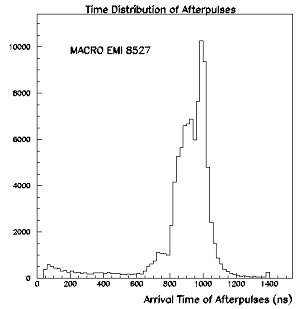 Time Distribution of Afterpulses
MACRO EMI 8527
10000
8000
6000
4000
2000
0
0 200 400 600 800 1000 1200 1400
Arrival Time of Afterpulses (ns)